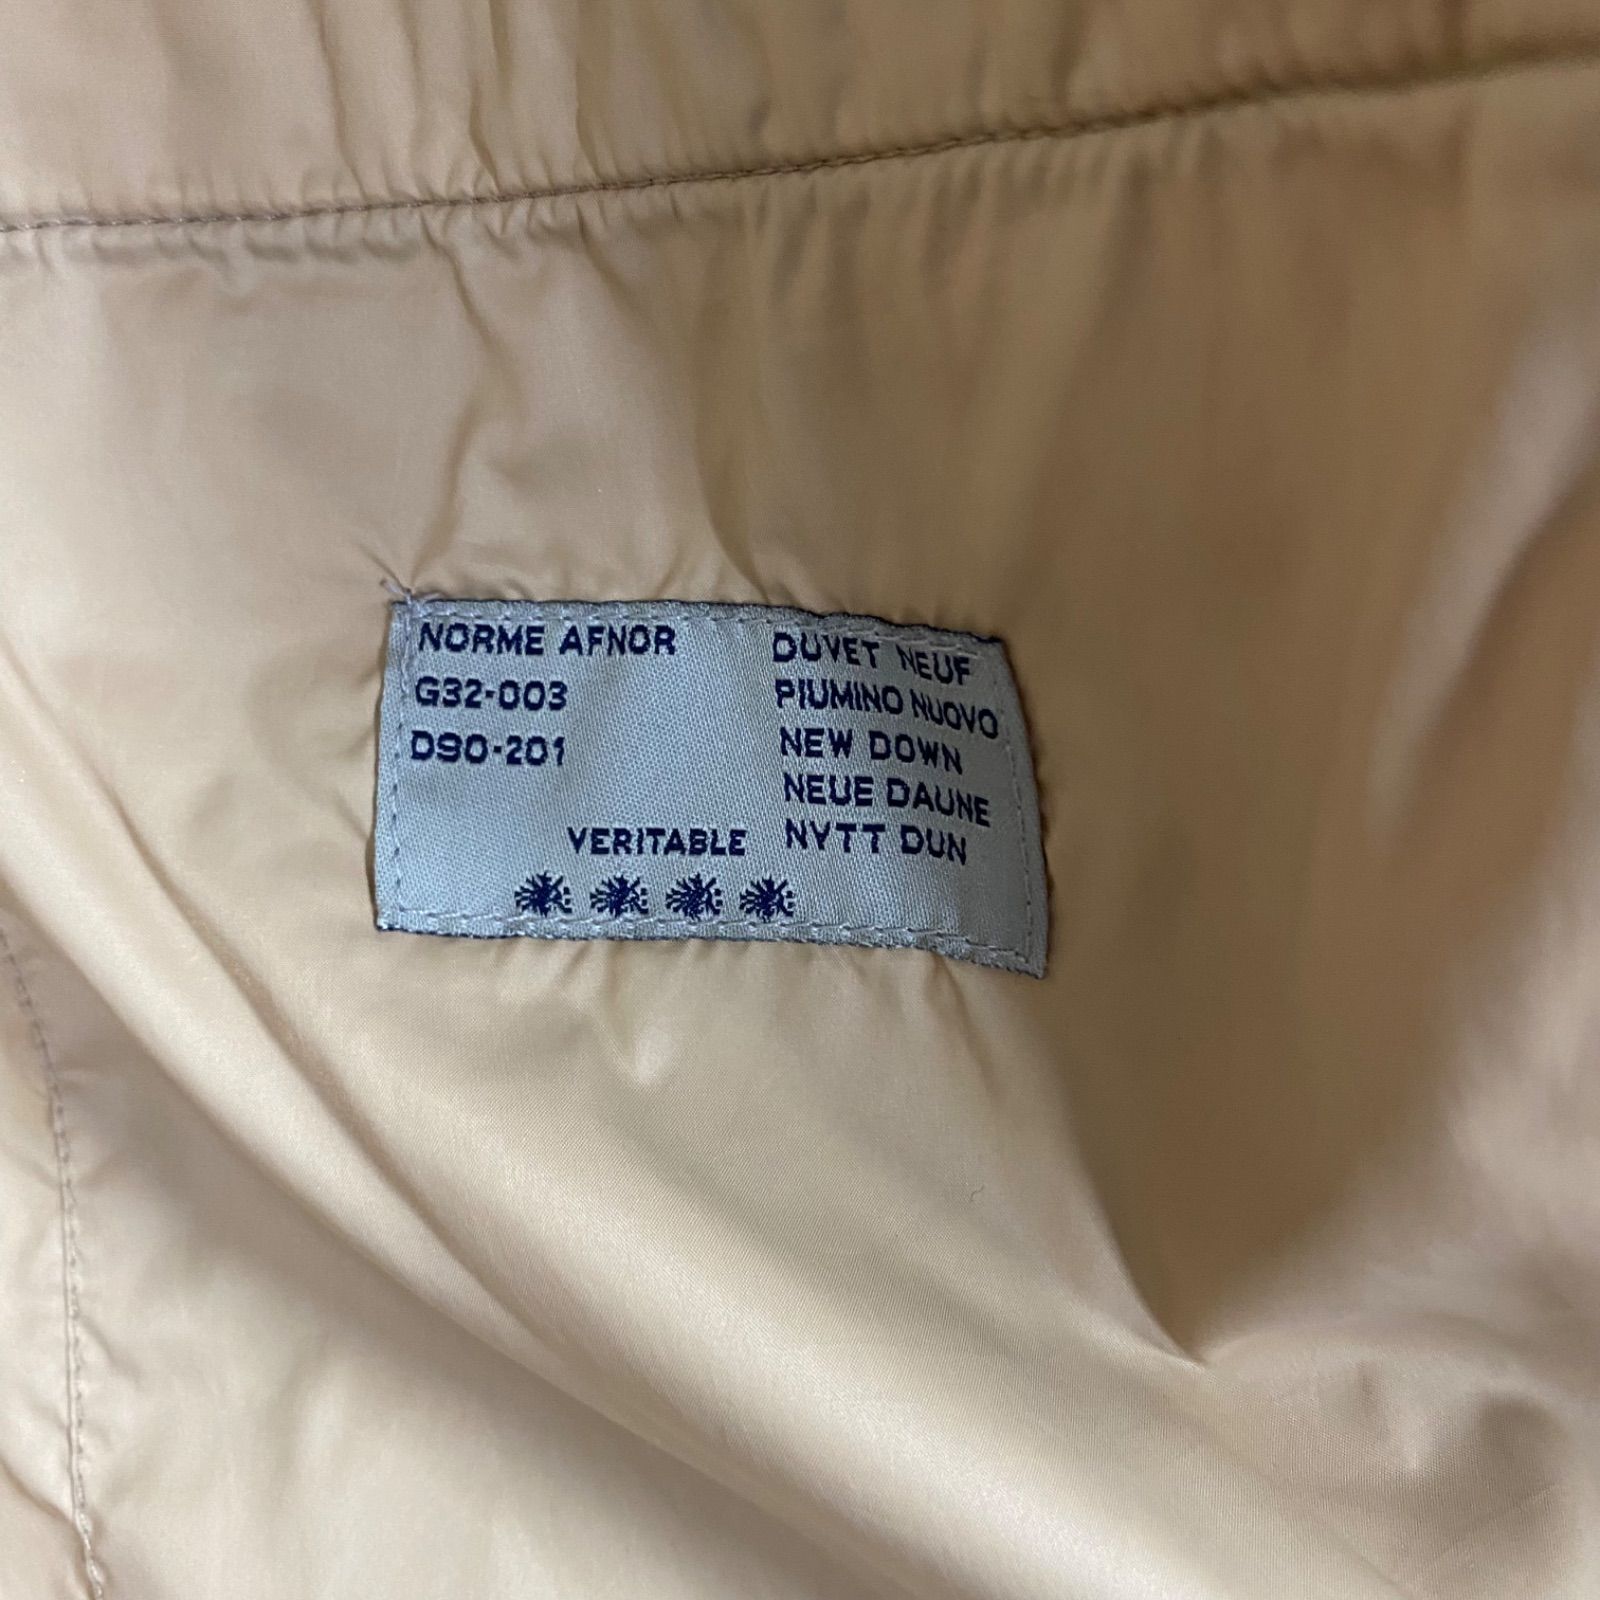 NORME AFNOR
G32-003
D90-201
DUVET NEUF
PIUMINO NUOVO
NEW DOWN
NEUE DAUNE
NYTT DUN
VERITABLE